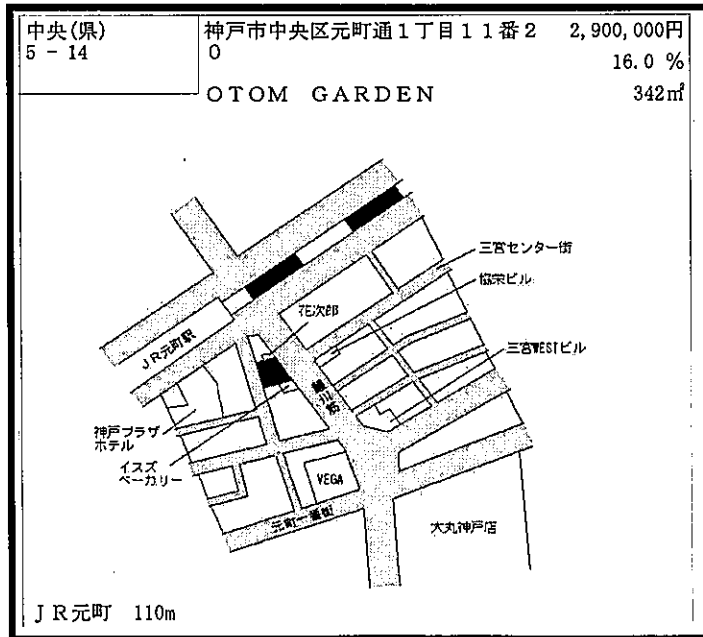 中央(県)
5 - 14
神戸市中央区元町通1丁目11番2
0
OTOM GARDEN
2,900,000円
16.0 %
342㎡
三宮センター街
協栄ビル
花次郎
JR元町駅
三宮WESTビル
鯉川筋
神戸プラザ
ホテル
イスズ
ベーカリー
VEGA
元町一番街
大丸神戸店
JR元町 110m